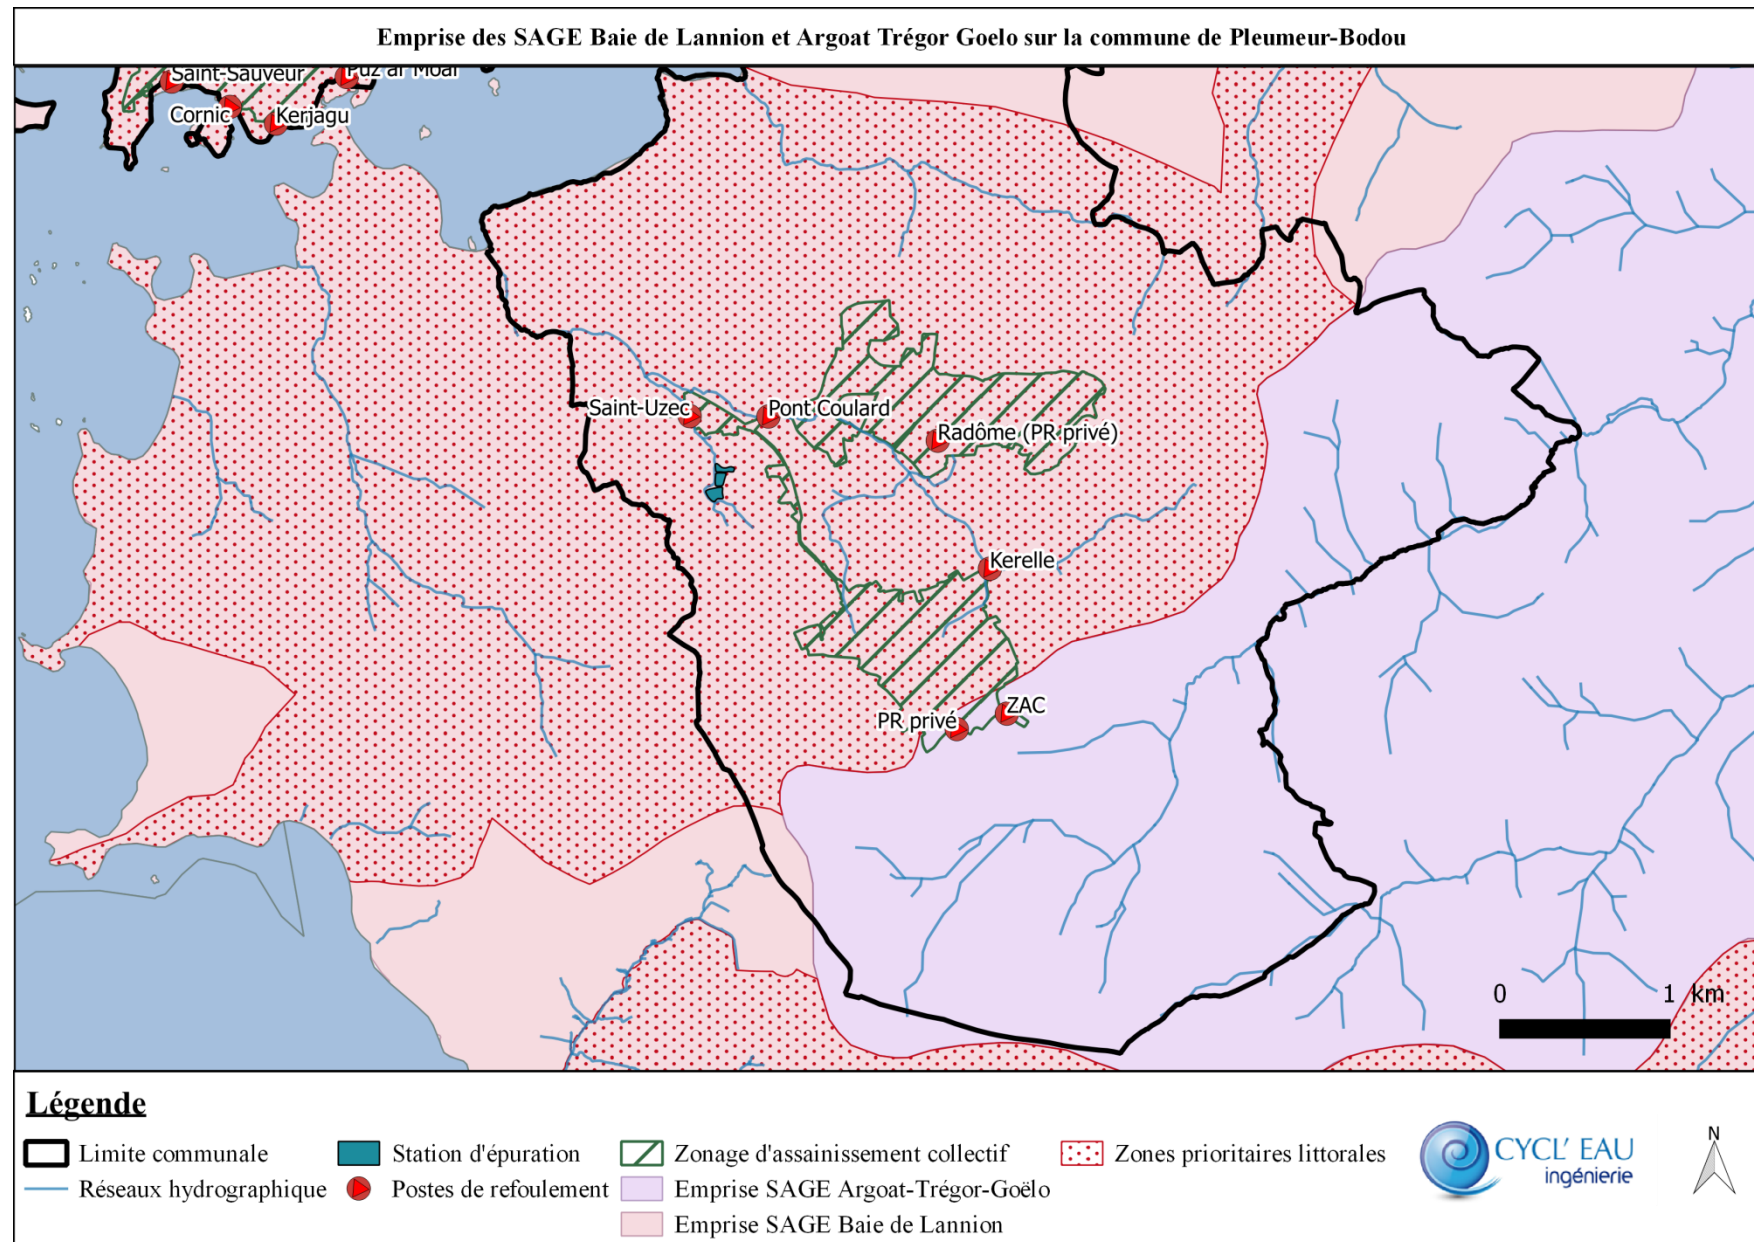 Emprise des SAGE Baie de Lannion et Argoat Trégor Goelo sur la commune de Pleumeur-Bodou
Saint-Sauveur
Puz ar Moal
Cornic
Kerjagu
Saint-Uzec
Pont Coulard
Radôme (PR privé)
Kerelle
PR privé
ZAC
0 1 km
Légende
Limite communale
Station d'épuration
Zonage d'assainissement collectif
Zones prioritaires littorales
Réseaux hydrographique
Postes de refoulement
Emprise SAGE Argoat-Trégor-Goëlo
Emprise SAGE Baie de Lannion
CYCL' EAU
ingénierie
N